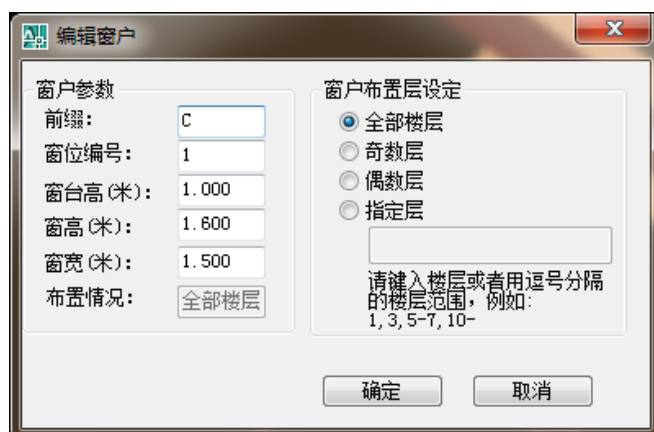 编辑窗户
窗户参数
前缀: C
窗位编号: 1
窗台高(米): 1.000
窗高(米): 1.600
窗宽(米): 1.500
布置情况: 全部楼层
窗户布置层设定
全部楼层
奇数层
偶数层
指定层
请键入楼层或者用逗号分隔
的楼层范围，例如:
1,3,5-7,10-
确定
取消